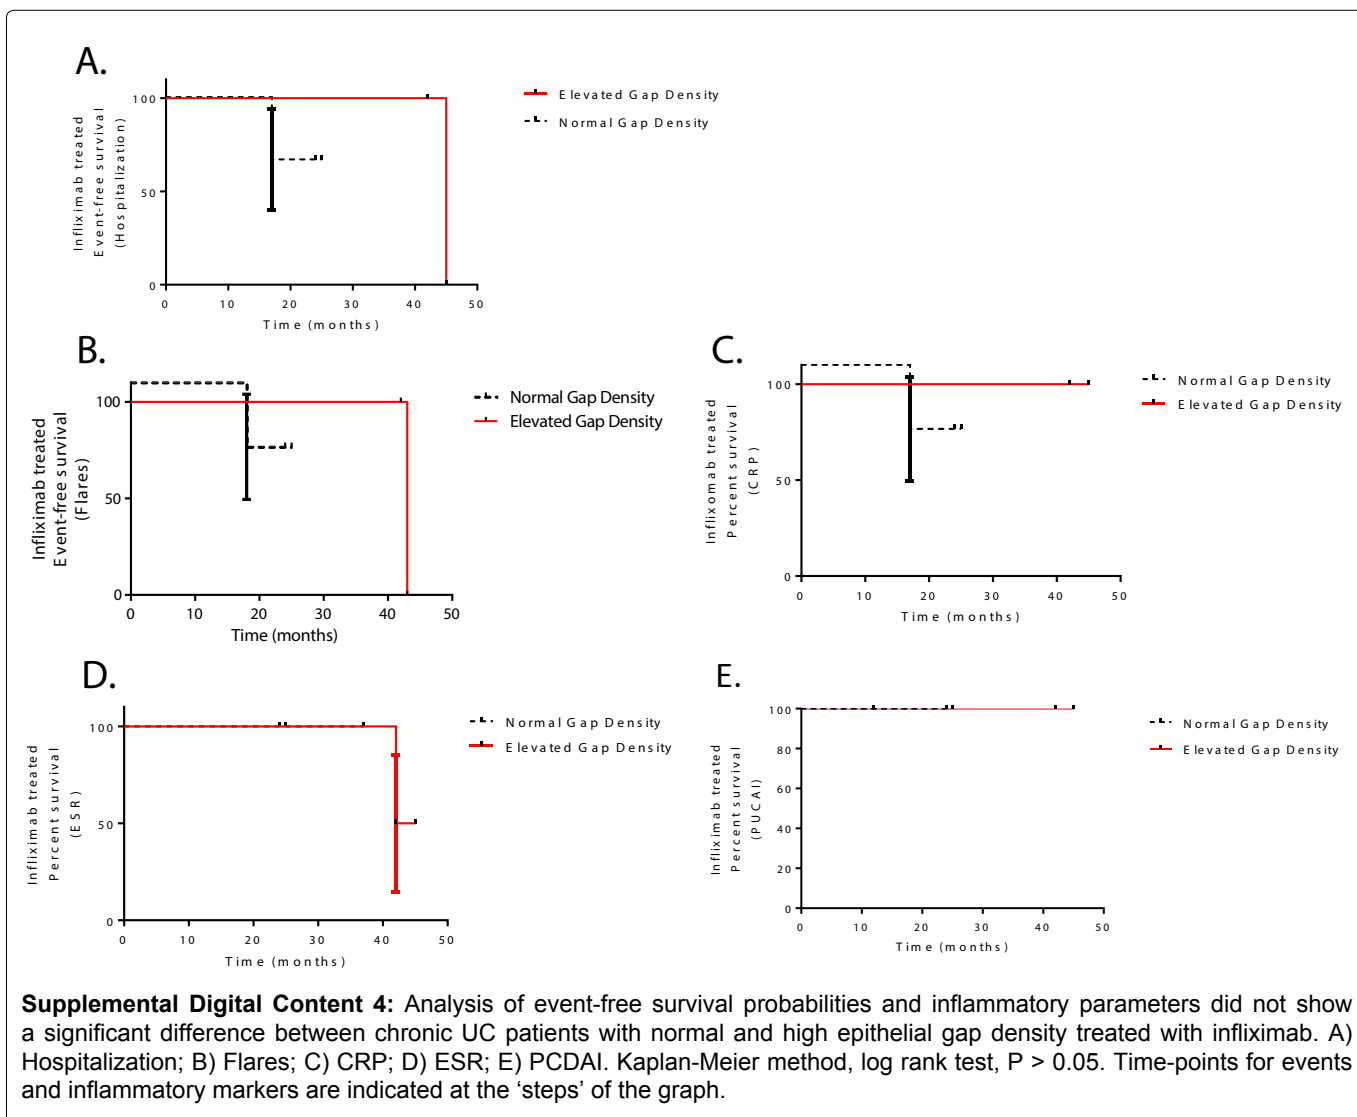 A.
Infliximab treated
Event-free survival
(Hospitalization)
100
50
0
0 10 20 30 40 50
Time (months)
Elevated Gap Density
Normal Gap Density
B.
Infliximab treated
Event-free survival
(Flares)
100
50
0
0 10 20 30 40 50
Time (months)
Normal Gap Density
Elevated Gap Density
C.
Inflixomab treated
Percent survival
(CRP)
100
50
0
0 10 20 30 40 50
Time (months)
Normal Gap Density
Elevated Gap Density
D.
Infliximab treated
Percent survival
(ESR)
100
50
0
0 10 20 30 40 50
Time (months)
Normal Gap Density
Elevated Gap Density
E.
Infliximab treated
Percent survival
(PUCAI)
100
80
60
40
20
0
0 10 20 30 40 50
Time (months)
Normal Gap Density
Elevated Gap Density
Supplemental Digital Content 4: Analysis of event-free survival probabilities and inflammatory parameters did not show
a significant difference between chronic UC patients with normal and high epithelial gap density treated with infliximab. A)
Hospitalization; B) Flares; C) CRP; D) ESR; E) PCDAI. Kaplan-Meier method, log rank test, P > 0.05. Time-points for events
and inflammatory markers are indicated at the ‘steps’ of the graph.